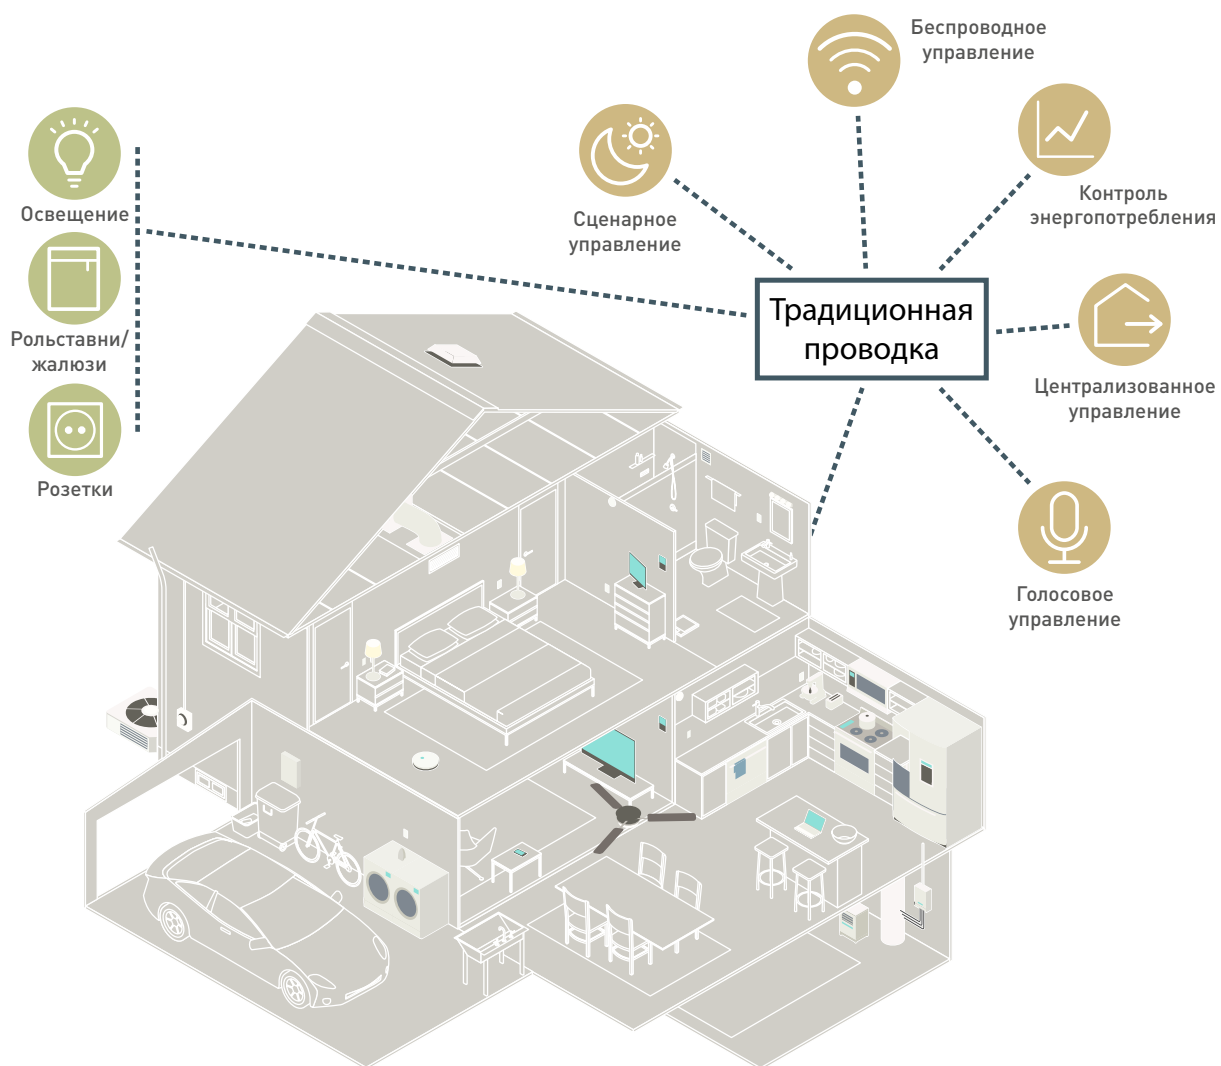 Беспроводное
управление
Сценарное
управление
Контроль
энергопотребления
Освещение
Рольставни/
жалюзи
Розетки
Традиционная
проводка
Централизованное
управление
Голосовое
управление